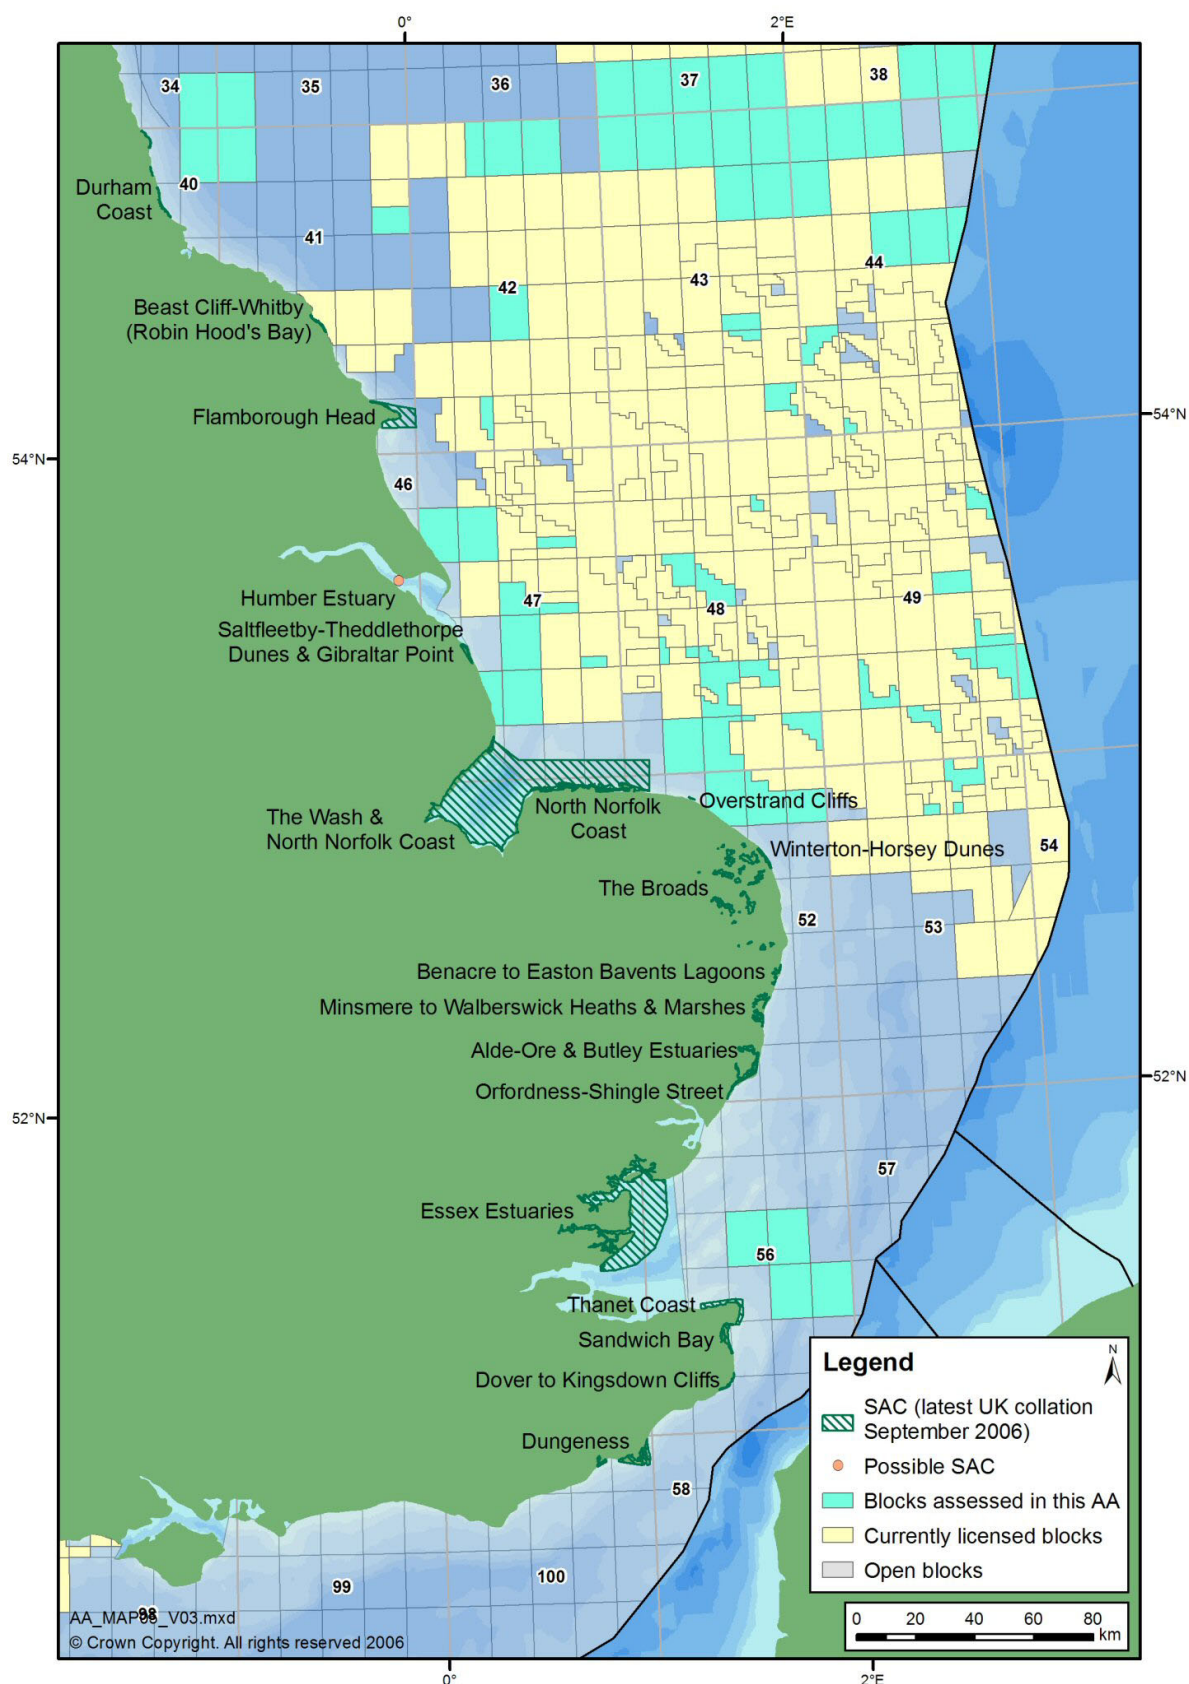 0°
2°E
34
35
36
37
38
Durham
Coast
40
41
42
43
44
Beast Cliff-Whitby
(Robin Hood's Bay)
Flamborough Head
54°N
54°N
46
Humber Estuary
47
48
49
Saltfleetby-Theddlethorpe
Dunes & Gibraltar Point
The Wash &
North Norfolk Coast
North Norfolk
Coast
Overstrand Cliffs
Winterton-Horsey Dunes
54
The Broads
52
53
Benacre to Easton Bavents Lagoons
Minsmere to Walberswick Heaths & Marshes
Alde-Ore & Butley Estuaries
Orfordness-Shingle Street
52°N
52°N
57
Essex Estuaries
56
Thanet Coast
Sandwich Bay
Dover to Kingsdown Cliffs
Dungeness
58
99
100
98
Legend
N
SAC (latest UK collation
September 2006)
Possible SAC
Blocks assessed in this AA
Currently licensed blocks
Open blocks
0 20 40 60 80
km
AA_MAP05_V03.mxd
© Crown Copyright. All rights reserved 2006
0°
2°E